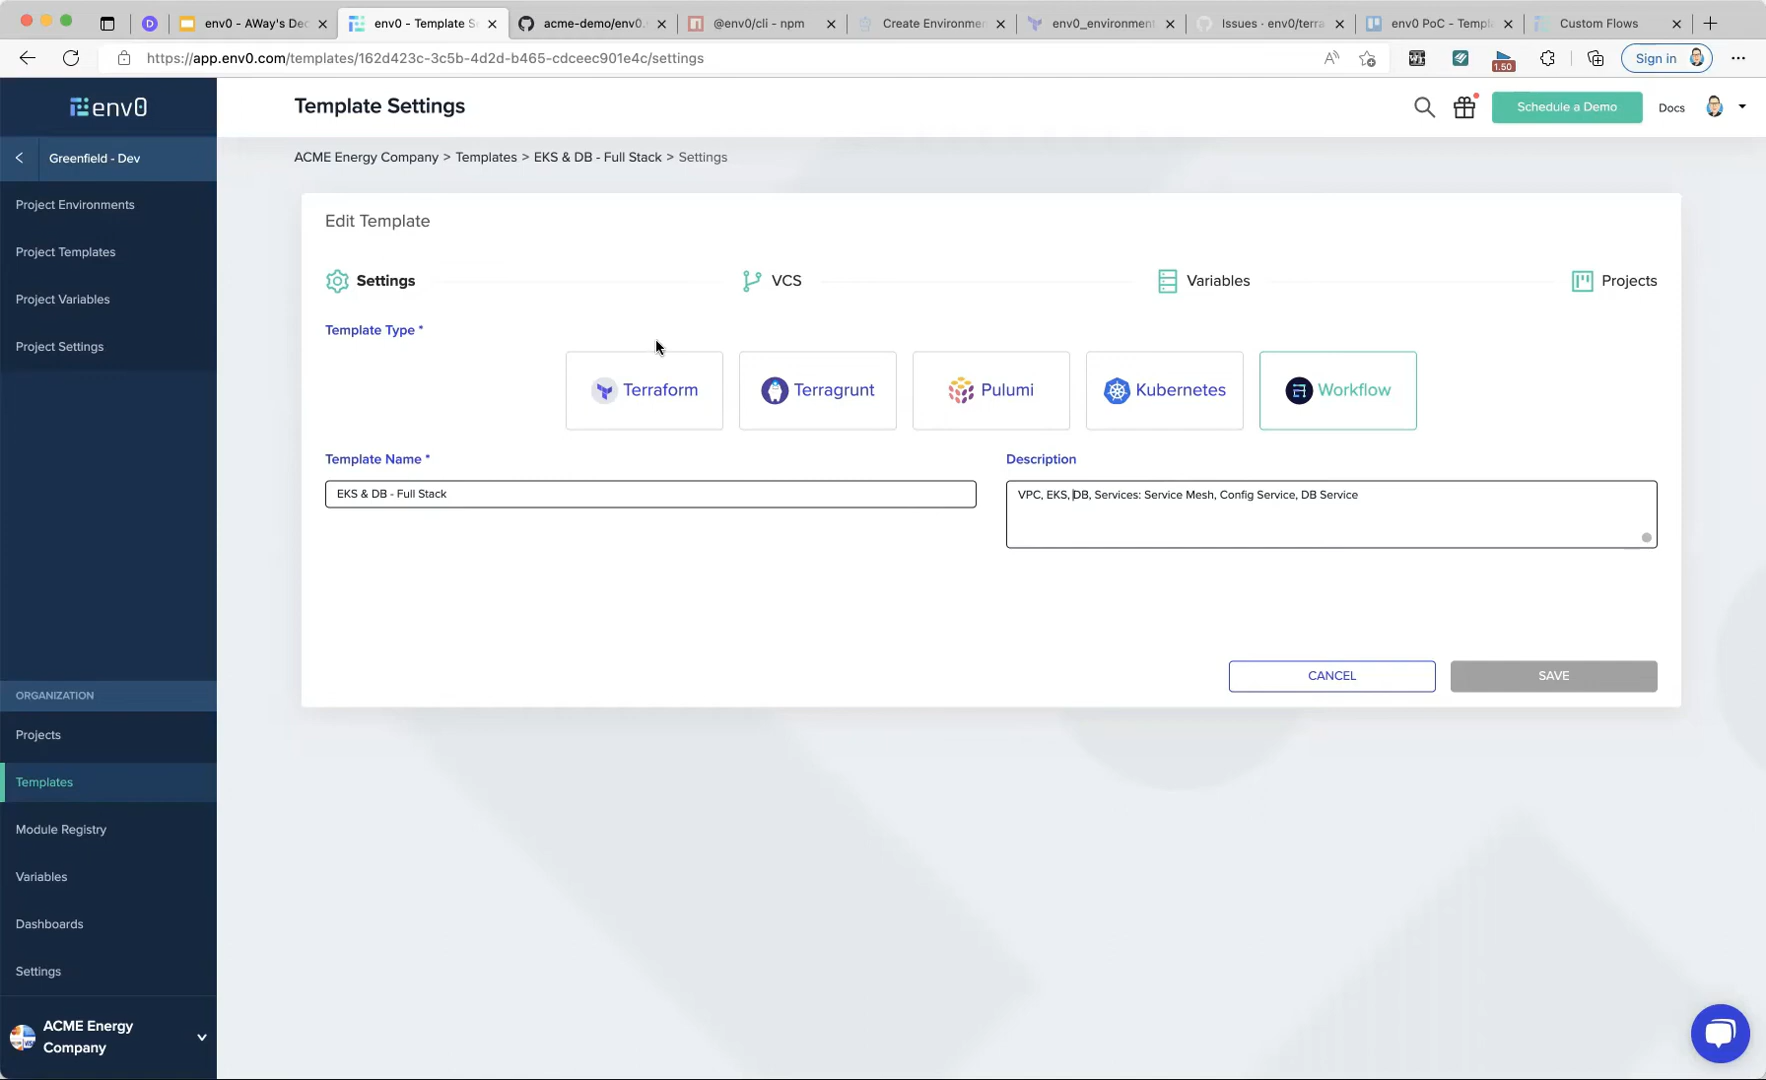 env0 - AWay's Dec
env0 - Template Se
acme-demo/env0.
@env0/cli - npm
Create Environmen
env0_environment
Issues · env0/terra
env0 PoC - Templ
Custom Flows
https://app.env0.com/templates/162d423c-3c5b-4d2d-b465-cdceec901e4c/settings
1.50
Sign in
env0
Template Settings
Schedule a Demo
Docs
Greenfield - Dev
ACME Energy Company > Templates > EKS & DB - Full Stack > Settings
Project Environments
Project Templates
Project Variables
Project Settings
Edit Template
Settings
VCS
Variables
Projects
Template Type *
Terraform
Terragrunt
Pulumi
Kubernetes
Workflow
Template Name *
Description
EKS & DB - Full Stack
VPC, EKS, DB, Services: Service Mesh, Config Service, DB Service
CANCEL
SAVE
ORGANIZATION
Projects
Templates
Module Registry
Variables
Dashboards
Settings
ACME Energy
Company